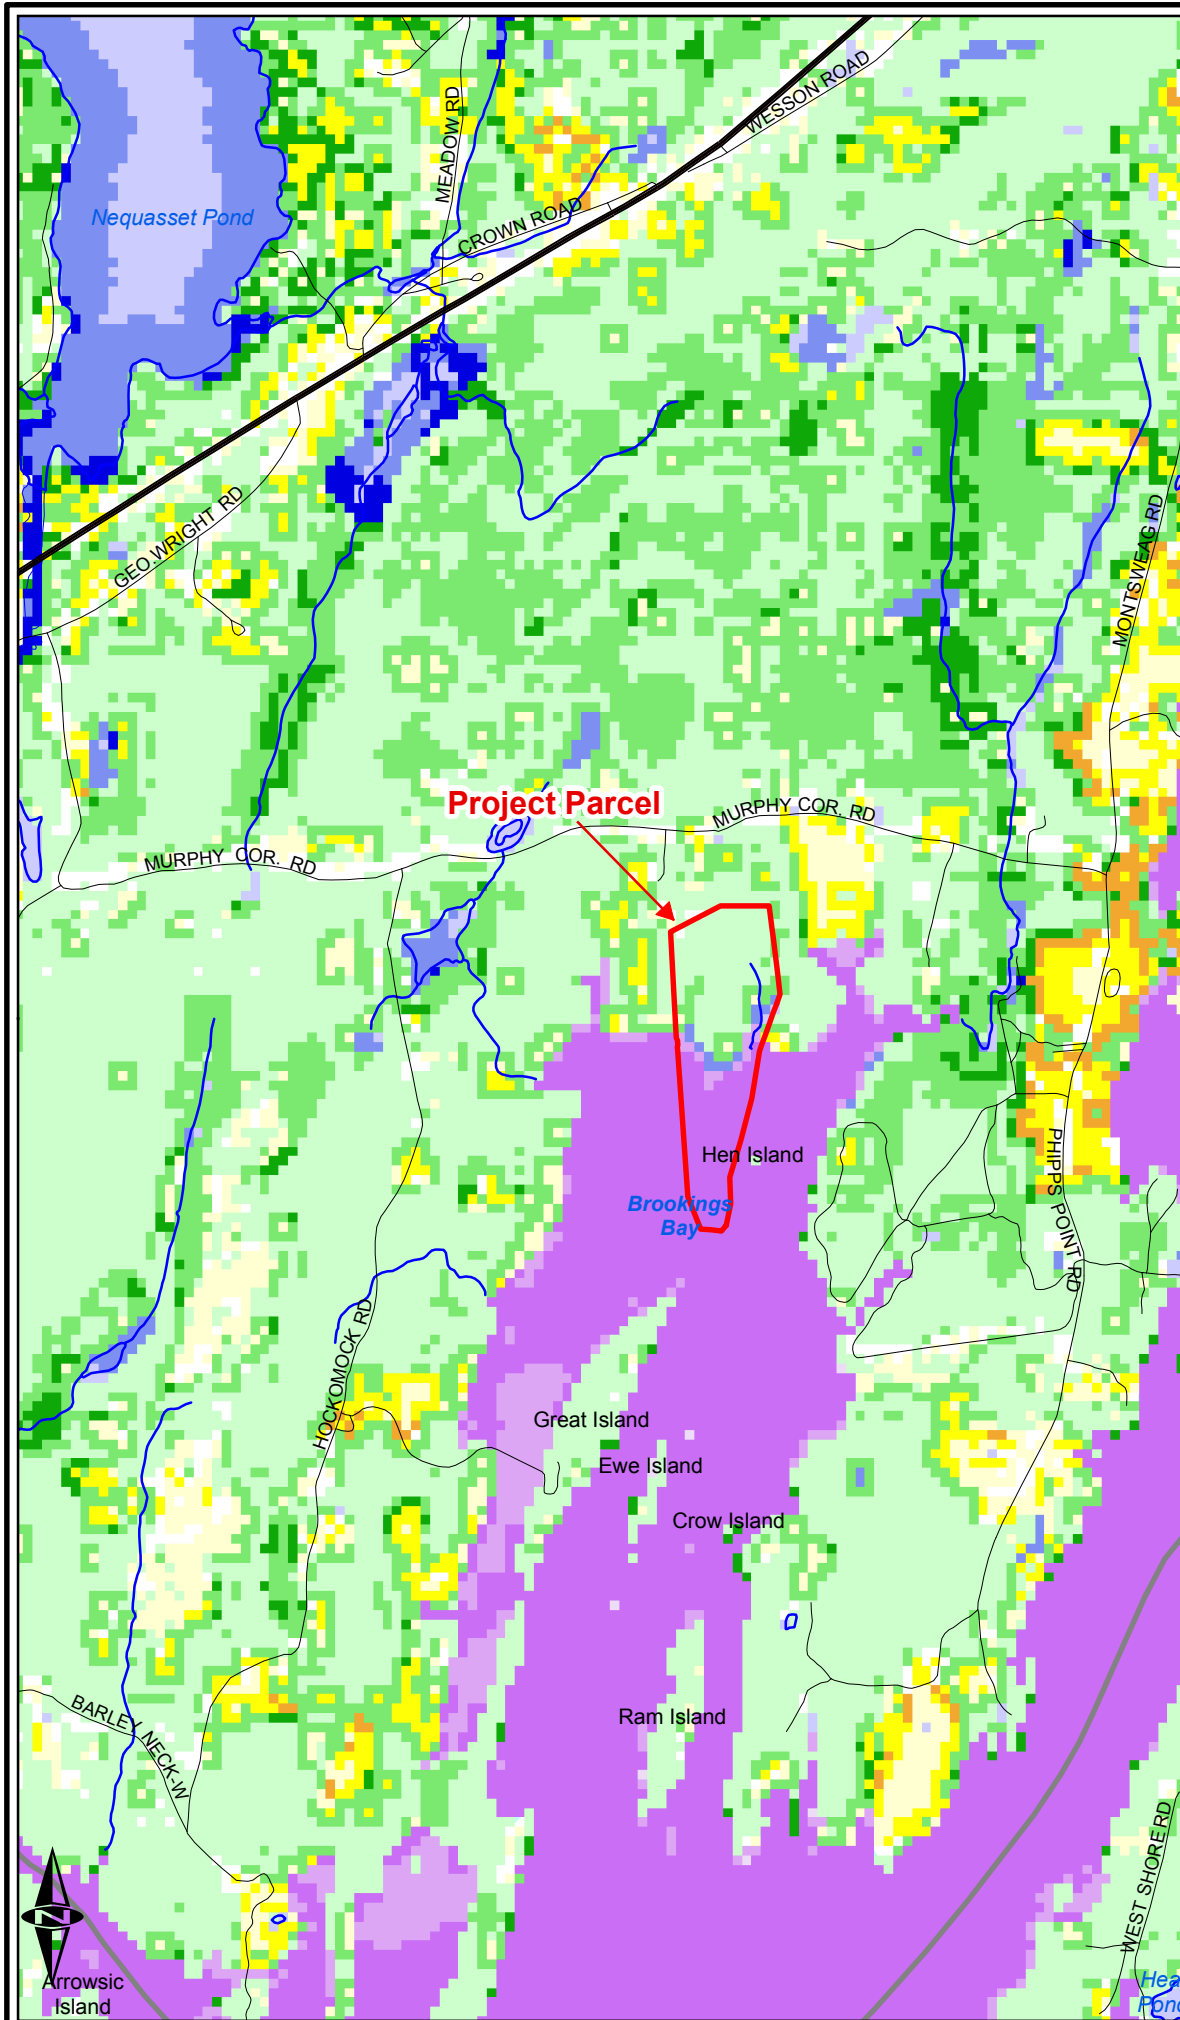 MEADOW RD
WESSON ROAD
Nequasset Pond
CROWN ROAD
GEO.WRIGHT RD
MONTSWEAG RD
Project Parcel
MURPHY COR. RD
MURPHY COR. RD
Hen Island
PHIPPS POINT RD
Brookings
Bay
HOCKOMOCK RD
Great Island
Ewe Island
Crow Island
BARLEY NECK-W
Ram Island
WEST SHORE RD
N
Arrowsic
Island
Hea
Pond